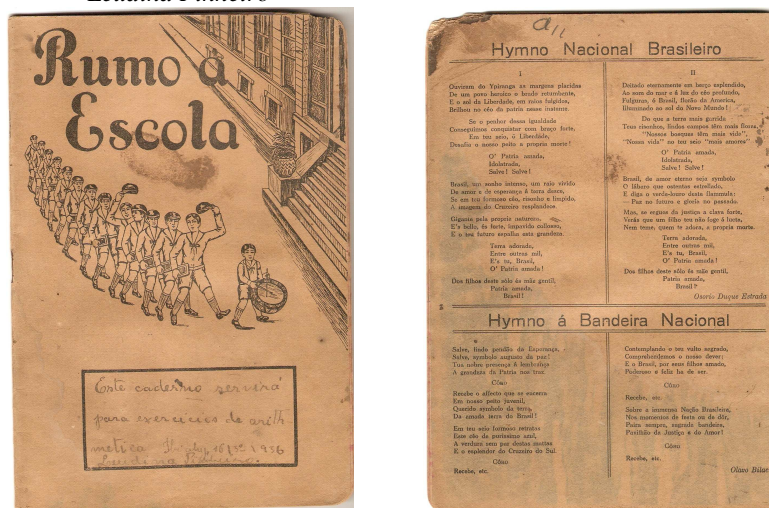 Rumo à
Escola
Este caderno servirá
para exercicios de arith
metica
Hymno Nacional Brasileiro
I
Ouviram do Ypiranga as margens placidas
De um povo heroico o brado retumbante,
E o sol da Liberdade, em raios fulgidos,
Brilhou no céo da patria nesse instante.
Se o penhor dessa igualdade
Conseguimos conquistar com braço forte,
Em teu seio, ó Liberdade,
Desafia o nosso peito a propria morte!
O' Patria amada,
Idolatrada,
Salve! Salve!
Brasil, um sonho intenso, um raio vivido
De amor e de esperança á terra desce,
Se em teu formoso céo, risonho e limpido,
A imagem do Cruzeiro resplandece.
Gigante pela propria natureza,
E's bello, és forte, impavido collosso,
E o teu futuro espelha esta grandeza.
Terra adorada,
Entre outras mil,
E's tu, Brasil,
O' Patria amada!
Dos filhos deste sólo és mãe gentil,
Patria amada,
Brasil!
II
Deitado eternamente em berço esplendido,
Ao som do mar e á luz do céo profundo,
Fulguras, ó Brasil, florão da America,
Illuminado ao sol do Novo Mundo!
Do que a terra mais garrida
Teus risonhos, lindos campos têm mais flores
"Nossos bosques têm mais vida",
"Nossa vida" no teu seio "mais amores".
O' Patria amada,
Idolatrada,
Salve! Salve!
Brasil, de amor eterno seja symbolo
O lábaro que ostentas estrellado,
E diga o verde-louro desta flammula:
— Paz no futuro e gloria no passado.
Mas, se ergues da justiça a clava forte,
Verás que um filho teu não foge á lucta,
Nem teme, quem te adora, a propria morte.
Terra adorada,
Entre outras mil,
E's tu, Brasil,
O' Patria amada!
Dos filhos deste sólo és mãe gentil,
Patria amada,
Brasil!
Osorio Duque Estrada
Hymno á Bandeira Nacional
Salve, lindo pendão da Esperança,
Salve, symbolo augusto da paz!
Tua nobre presença á lembrança
A grandeza da Patria nos traz.
Côro
Recebe o affecto que se encerra
Em nosso peito juvenil,
Querido symbolo da terra,
Da amada terra do Brasil!
Em teu seio formoso retratas
Este céo de purissimo azul,
A verdura sem par destas mattas
E o esplendor do Cruzeiro do Sul.
Côro
Recebe, etc.
Contemplando o teu vulto sagrado,
Comprehendemos o nosso dever;
E o Brasil, por seus filhos amado,
Poderoso e feliz ha de ser.
Côro
Recebe, etc.
Sobre a immensa Nação Brasileira,
Nos momentos de festa ou de dôr,
Paira sempre, sagrada bandeira,
Pavilhão da Justiça e do Amor!
Côro
Recebe, etc.
Olavo Bilac